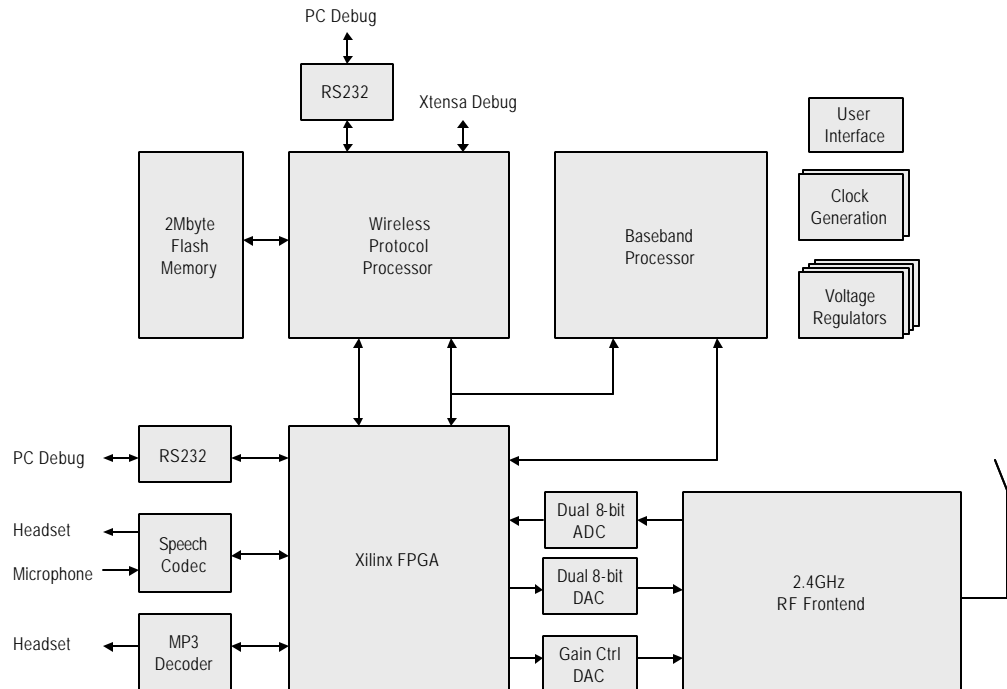 PC Debug
RS232
Xtensa Debug
User
Interface
2Mbyte
Flash
Memory
Wireless
Protocol
Processor
Baseband
Processor
Clock
Generation
Voltage
Regulators
PC Debug
RS232
Headset
Microphone
Speech
Codec
Xilinx FPGA
Dual 8-bit
ADC
Dual 8-bit
DAC
2.4GHz
RF Frontend
Headset
MP3
Decoder
Gain Ctrl
DAC